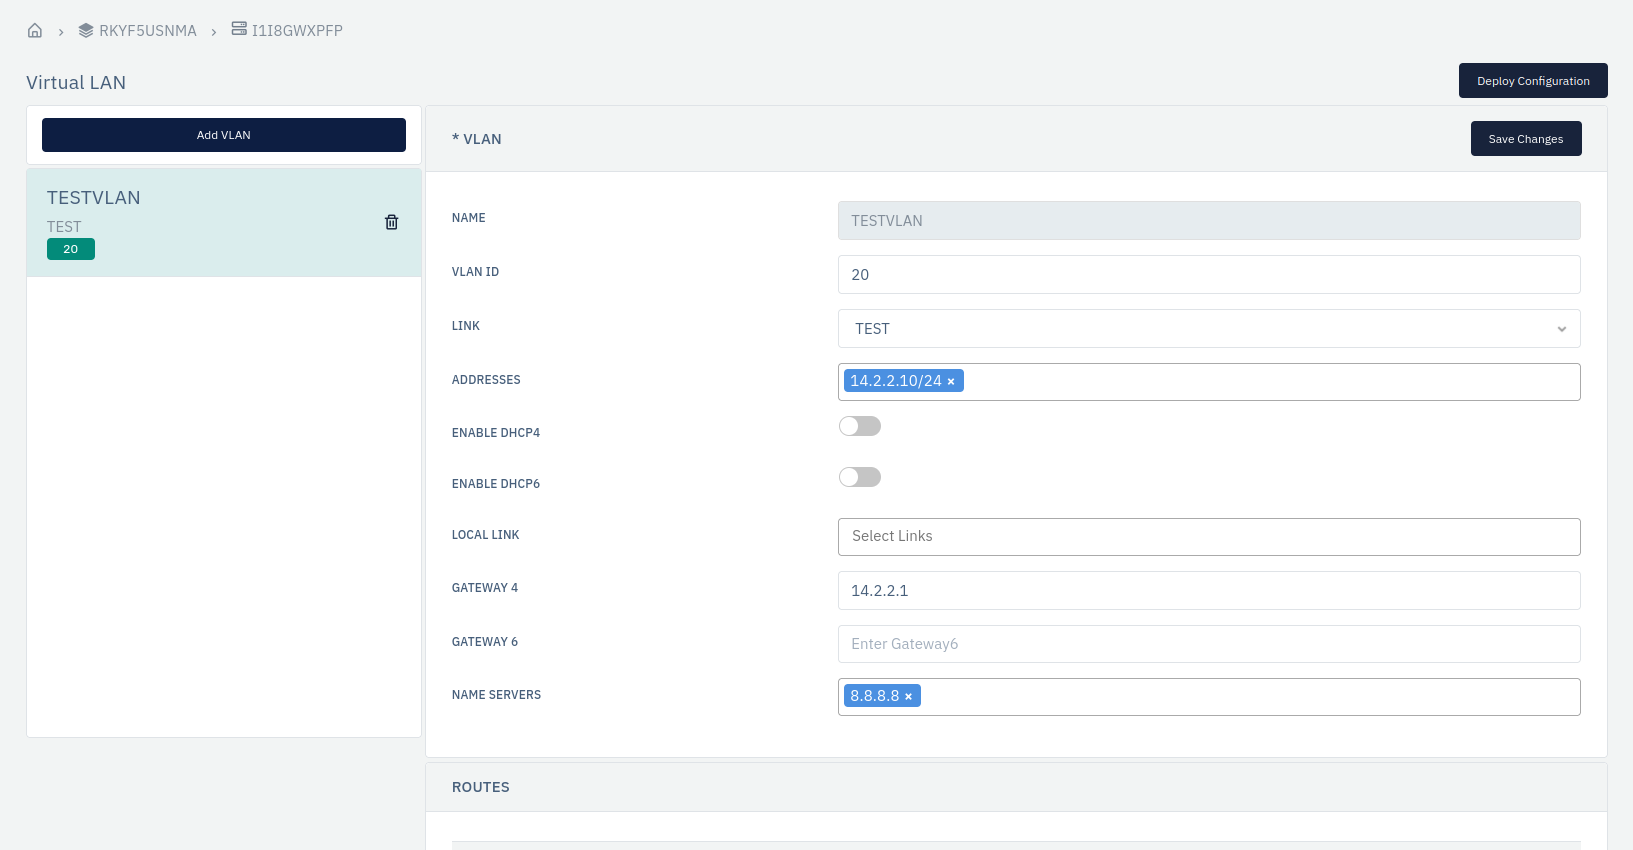 RKYF5USNMA
I1I8GWXPFP
Virtual LAN
Deploy Configuration
Add VLAN
* VLAN
Save Changes
TESTVLAN
TEST
20
NAME
TESTVLAN
VLAN ID
20
LINK
TEST
ADDRESSES
14.2.2.10/24 ×
ENABLE DHCP4
ENABLE DHCP6
LOCAL LINK
Select Links
GATEWAY 4
14.2.2.1
GATEWAY 6
Enter Gateway6
NAME SERVERS
8.8.8.8 ×
ROUTES